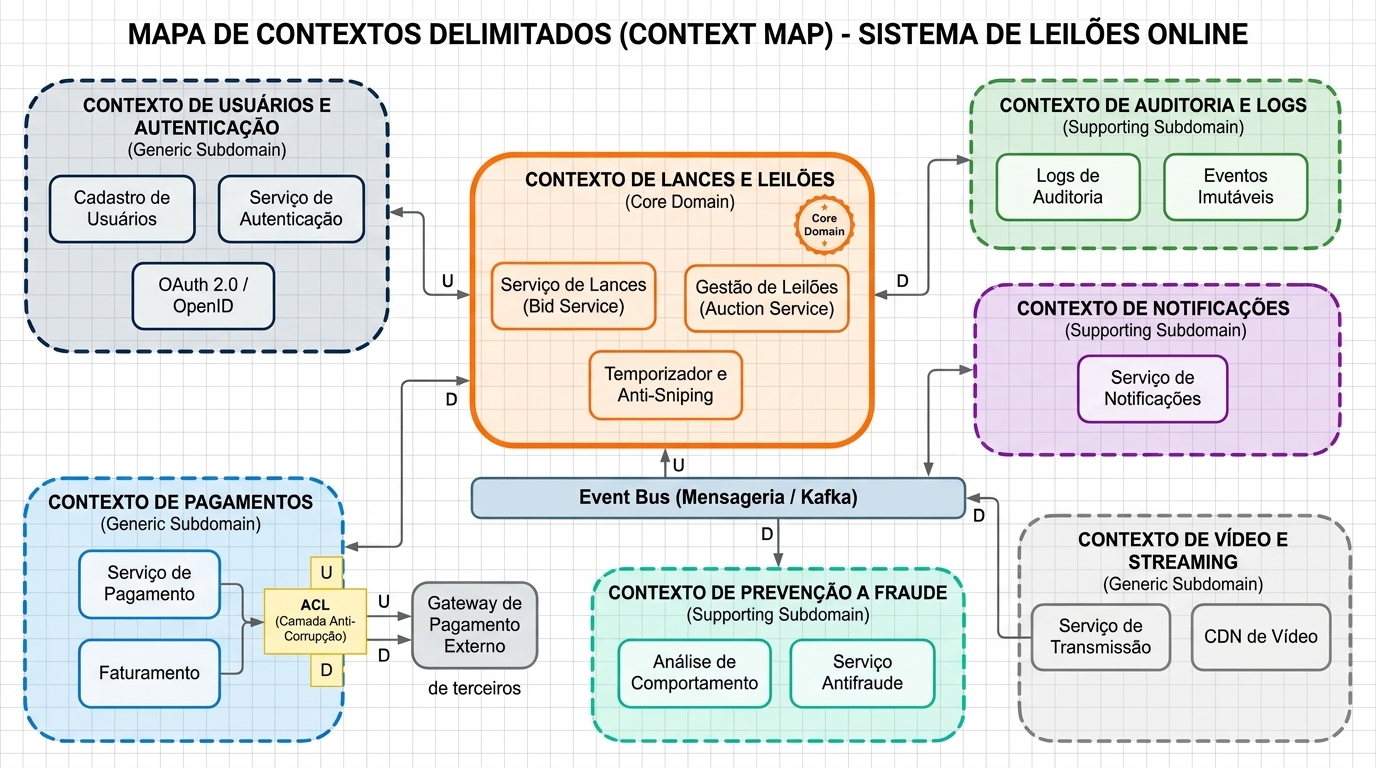 MAPA DE CONTEXTOS DELIMITADOS (CONTEXT MAP) - SISTEMA DE LEILÕES ONLINE
CONTEXTO DE USUÁRIOS E
AUTENTICAÇÃO
(Generic Subdomain)
Cadastro de
Usuários
Serviço de
Autenticação
OAuth 2.0 /
OpenID
U
CONTEXTO DE LANCES E LEILÕES
(Core Domain)
Core
Domain
Serviço de Lances
(Bid Service)
Gestão de Leilões
(Auction Service)
Temporizador e
Anti-Sniping
D
CONTEXTO DE AUDITORIA E LOGS
(Supporting Subdomain)
Logs de
Auditoria
Eventos
Imutáveis
CONTEXTO DE NOTIFICAÇÕES
(Supporting Subdomain)
Serviço de
Notificações
D
U
Event Bus (Mensageria / Kafka)
D
D
CONTEXTO DE PAGAMENTOS
(Generic Subdomain)
Serviço de
Pagamento
Faturamento
U
ACL
(Camada Anti-
Corrupção)
D
U
D
Gateway de
Pagamento
Externo
de terceiros
CONTEXTO DE PREVENÇÃO A FRAUDE
(Supporting Subdomain)
Análise de
Comportamento
Serviço
Antifraude
CONTEXTO DE VÍDEO E
STREAMING
(Generic Subdomain)
Serviço de
Transmissão
CDN de Vídeo